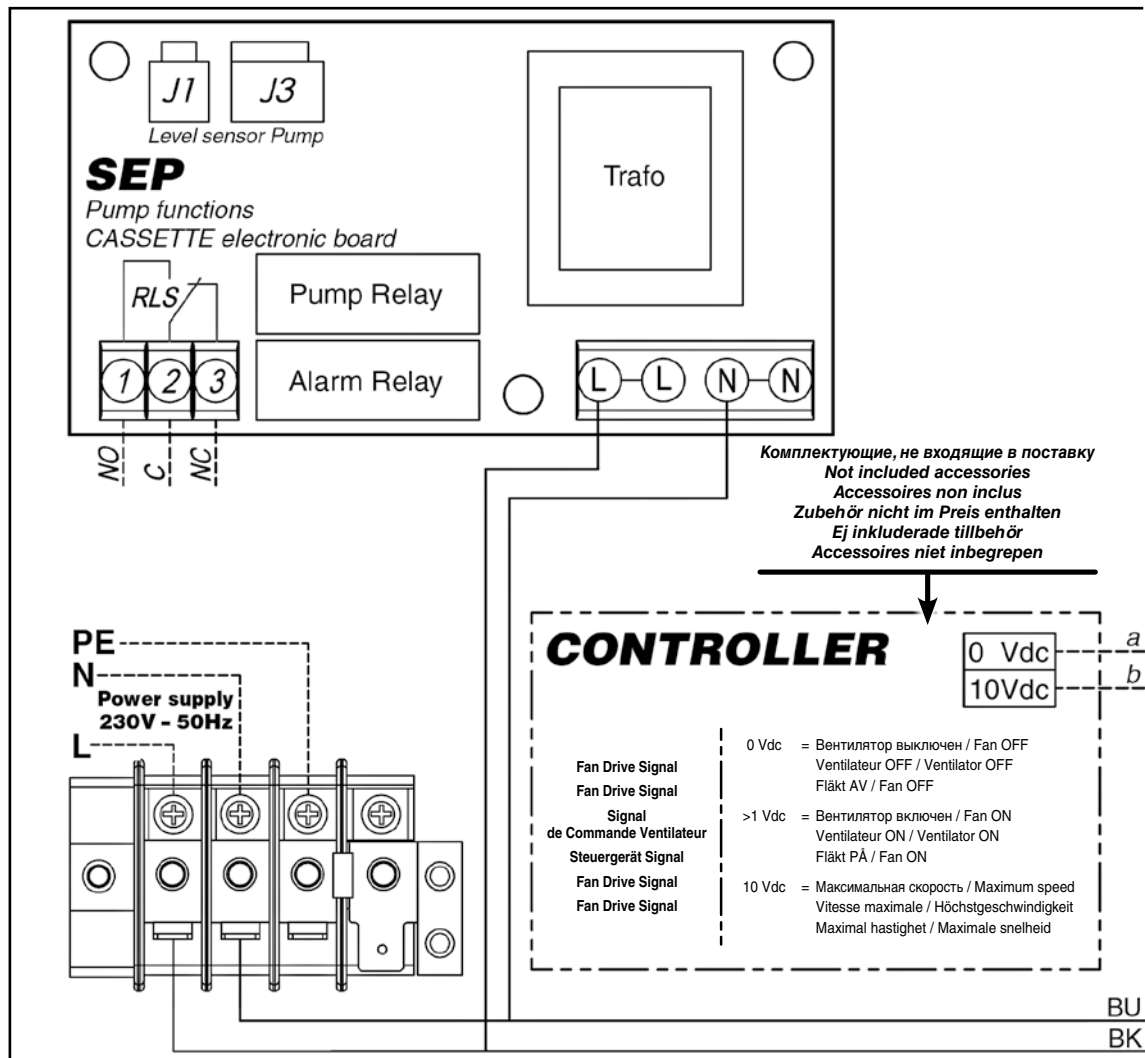 J1 J3
Level sensor Pump
SEP
Pump functions
CASSETTE electronic board
Trafo
RLS
Pump Relay
1 2 3
Alarm Relay
L L N N
NO C NC
Комплектующие, не входящие в поставку
Not included accessories
Accessoires non inclus
Zubehör nicht im Preis enthalten
Ej inkluderade tillbehör
Accessoires niet inbegrepen
PE
N
Power supply
230V - 50Hz
L
CONTROLLER
0 Vdc a
10Vdc b
Fan Drive Signal
Fan Drive Signal
Signal
de Commande Ventilateur
Steuergerät Signal
Fan Drive Signal
Fan Drive Signal
0 Vdc = Вентилятор выключен / Fan OFF
Ventilateur OFF / Ventilator OFF
Fläkt AV / Fan OFF
>1 Vdc = Вентилятор включен / Fan ON
Ventilateur ON / Ventilator ON
Fläkt PÅ / Fan ON
10 Vdc = Максимальная скорость / Maximum speed
Vitesse maximale / Höchstgeschwindigkeit
Maximal hastighet / Maximale snelheid
BU
BK